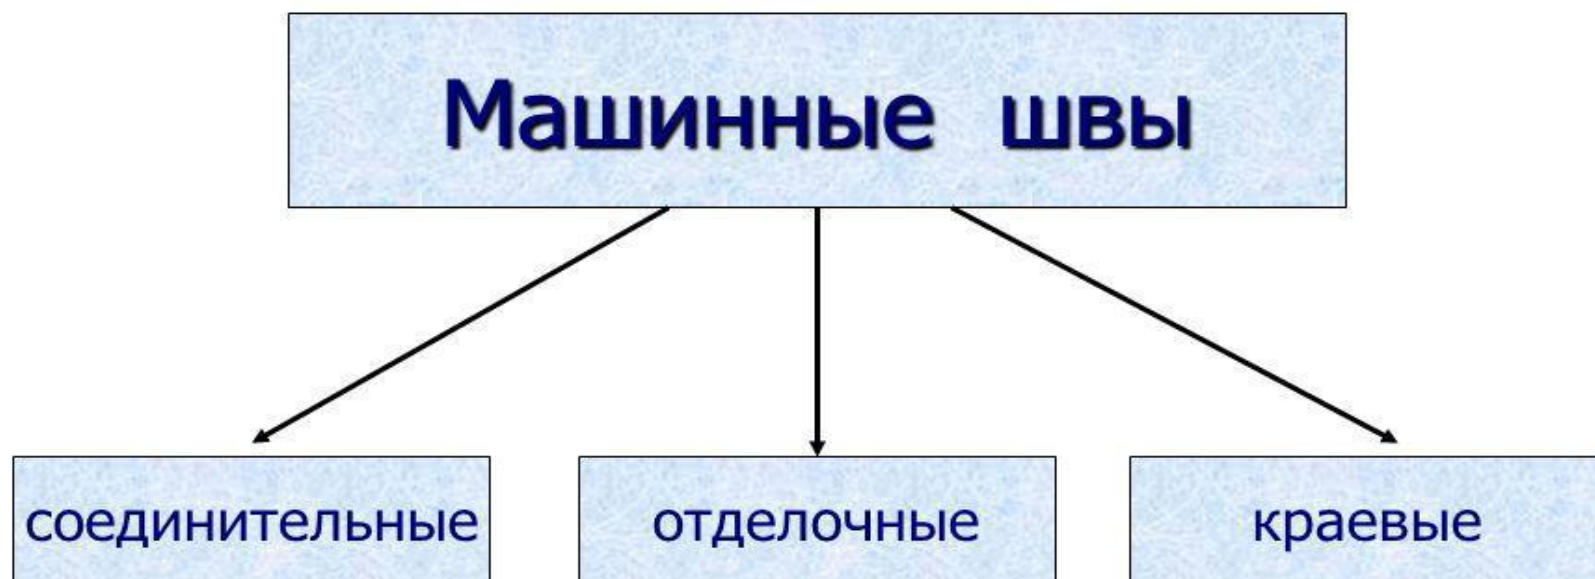 Машинные швы
соединительные
отделочные
краевые